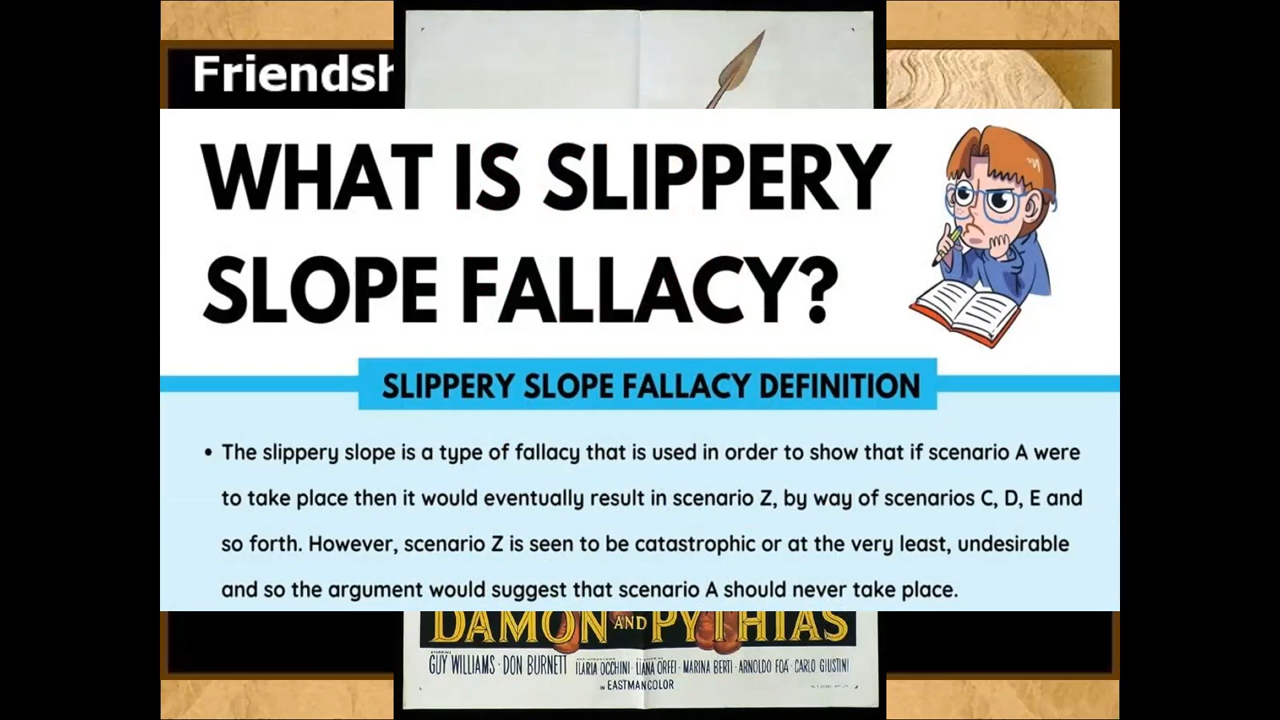 Friendsh
WHAT IS SLIPPERY
SLOPE FALLACY?
SLIPPERY SLOPE FALLACY DEFINITION
• The slippery slope is a type of fallacy that is used in order to show that if scenario A were
to take place then it would eventually result in scenario Z, by way of scenarios C, D, E and
so forth. However, scenario Z is seen to be catastrophic or at the very least, undesirable
and so the argument would suggest that scenario A should never take place.
DAMON AND PYTHIAS
GUY WILLIAMS · DON BURNETT ILARIA OCCHINI · LIANA ORFEI · MARINA BERTI · ARNOLDO FOÀ · CARLO GIUSTINI
IN EASTMANCOLOR